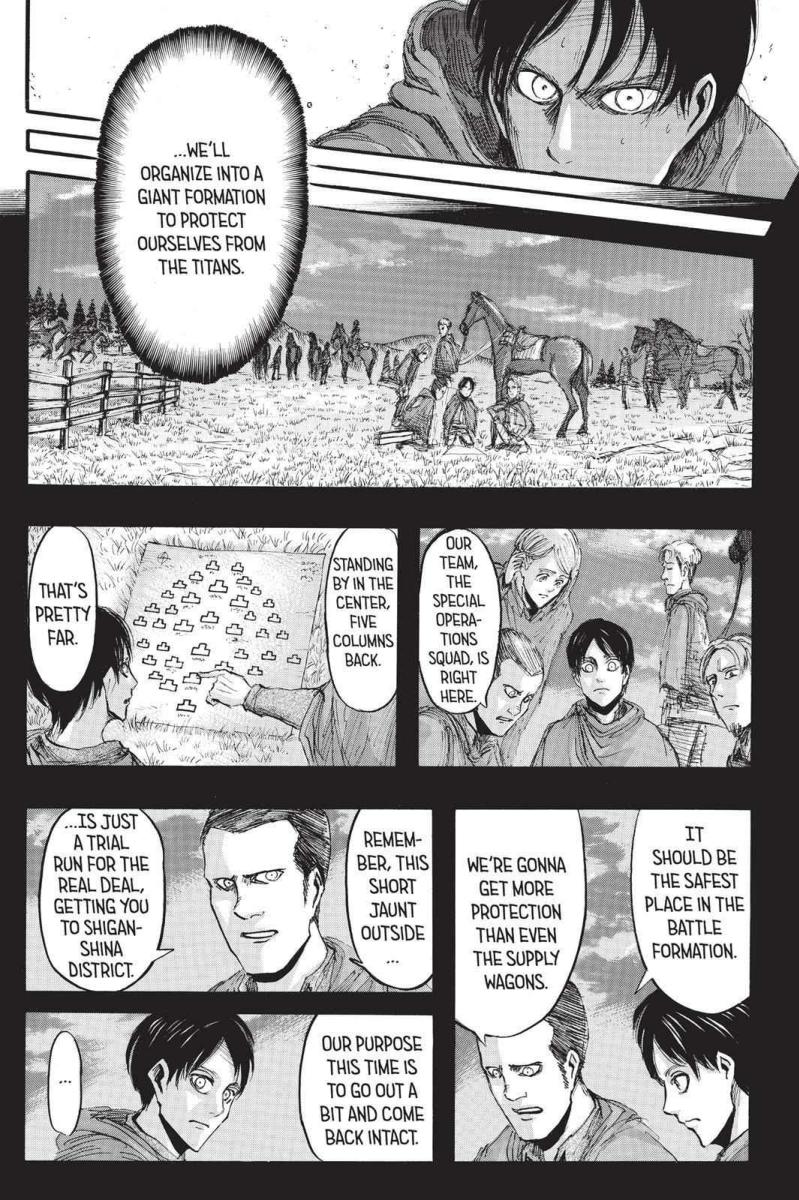 ...WE'LL
ORGANIZE INTO A
GIANT FORMATION
TO PROTECT
OURSELVES FROM
THE TITANS.
OUR
TEAM,
THE
SPECIAL
OPERA-
TIONS
SQUAD, IS
RIGHT
HERE.
STANDING
BY IN THE
CENTER,
FIVE
COLUMNS
BACK.
THAT'S
PRETTY
FAR.
IT
SHOULD BE
THE SAFEST
PLACE IN THE
BATTLE
FORMATION.
WE'RE GONNA
GET MORE
PROTECTION
THAN EVEN
THE SUPPLY
WAGONS.
REMEM-
BER, THIS
SHORT
JAUNT
OUTSIDE
...
...IS JUST
A TRIAL
RUN FOR THE
REAL DEAL,
GETTING YOU
TO SHIGAN-
SHINA
DISTRICT.
OUR PURPOSE
THIS TIME IS
TO GO OUT A
BIT AND COME
BACK INTACT.
...